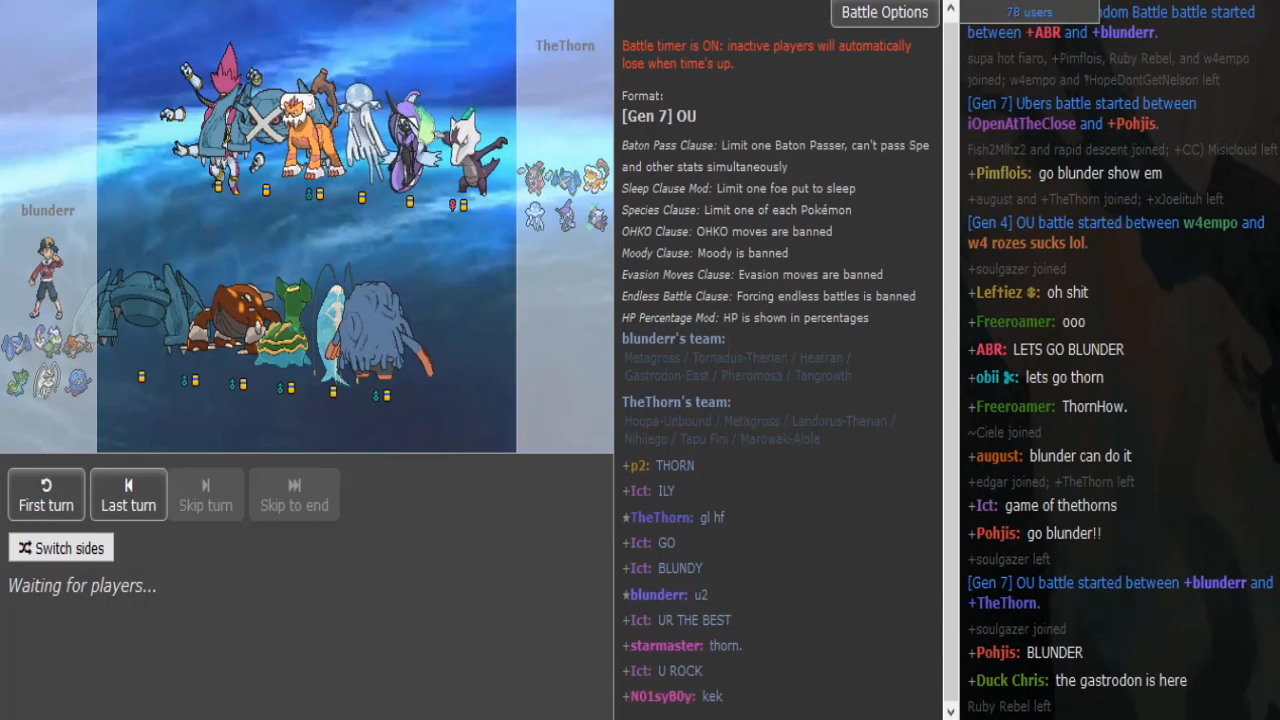 TheThorn
blunderr
First turn
Last turn
Skip turn
Skip to end
Switch sides
Waiting for players...
Battle Options
Battle timer is ON: inactive players will automatically
lose when time's up.
Format:
[Gen 7] OU
Baton Pass Clause: Limit one Baton Passer, can't pass Spe
and other stats simultaneously
Sleep Clause Mod: Limit one foe put to sleep
Species Clause: Limit one of each Pokémon
OHKO Clause: OHKO moves are banned
Moody Clause: Moody is banned
Evasion Moves Clause: Evasion moves are banned
Endless Battle Clause: Forcing endless battles is banned
HP Percentage Mod: HP is shown in percentages
blunderr's team:
Metagross / Tornadus-Therian / Heatran /
Gastrodon-East / Pheromosa / Tangrowth
TheThorn's team:
Hoopa-Unbound / Metagross / Landorus-Therian /
Nihilego / Tapu Fini / Marowak-Alola
+p2: THORN
+Ict: ILY
★TheThorn: gl hf
+Ict: GO
+Ict: BLUNDY
★blunderr: u2
+Ict: UR THE BEST
+starmaster: thorn.
+Ict: U ROCK
+N01syB0y: kek
78 users
ndom Battle battle started
between +ABR and +blunderr.
supa hot fiaro, +Pimflois, Ruby Rebel, and w4empo
joined; w4empo and ?HopeDontGetNelson left
[Gen 7] Ubers battle started between
iOpenAtTheClose and +Pohjis.
Fish2Mlhz2 and rapid descent joined; +CC) Misicloud left
+Pimflois: go blunder show em
+august and +TheThorn joined; +xJoelituh left
[Gen 4] OU battle started between w4empo and
w4 rozes sucks lol.
+soulgazer joined
+Leftiez $: oh shit
+Freeroamer: ooo
+ABR: LETS GO BLUNDER
+obii ✂: lets go thorn
+Freeroamer: ThornHow.
~Ciele joined
+august: blunder can do it
+edgar joined; +TheThorn left
+Ict: game of thethorns
+Pohjis: go blunder!!
+soulgazer left
[Gen 7] OU battle started between +blunderr and
+TheThorn.
+soulgazer joined
+Pohjis: BLUNDER
+Duck Chris: the gastrodon is here
Ruby Rebel left